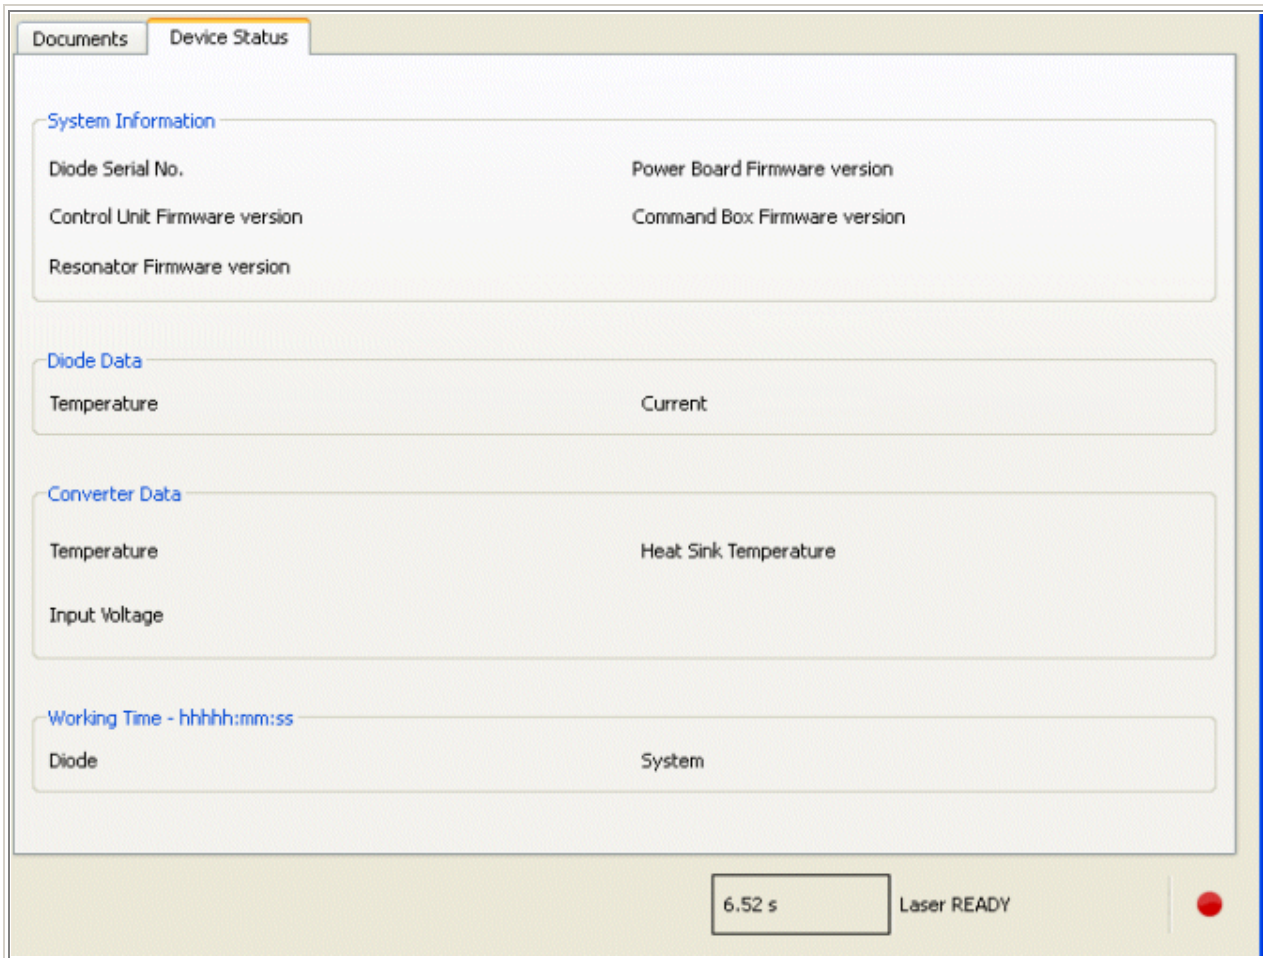 Documents
Device Status
System Information
Diode Serial No.
Power Board Firmware version
Control Unit Firmware version
Command Box Firmware version
Resonator Firmware version
Diode Data
Temperature
Current
Converter Data
Temperature
Heat Sink Temperature
Input Voltage
Working Time - hhhhh:mm:ss
Diode
System
6.52 s
Laser READY